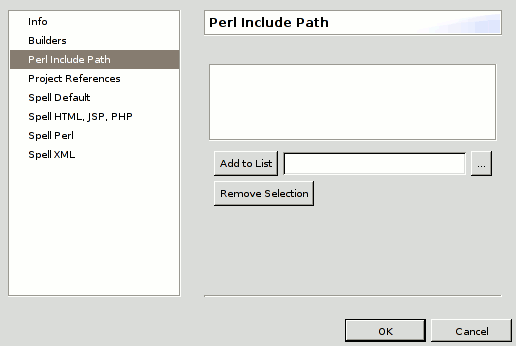 Info
Builders
Perl Include Path
Project References
Spell Default
Spell HTML, JSP, PHP
Spell Perl
Spell XML
Perl Include Path
Add to List
...
Remove Selection
OK
Cancel